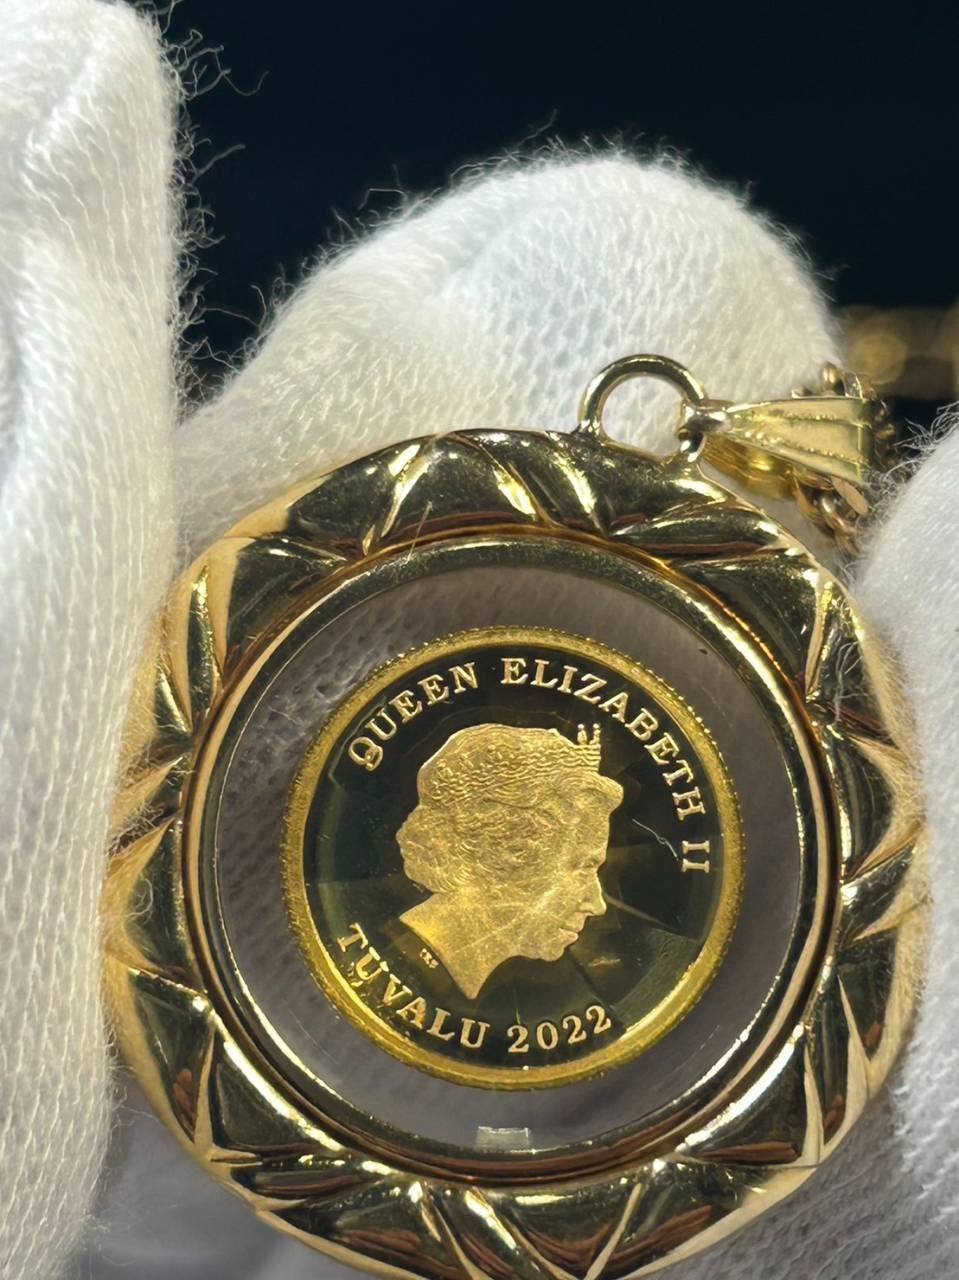 QUEEN ELIZABETH II
TUVALU 2022